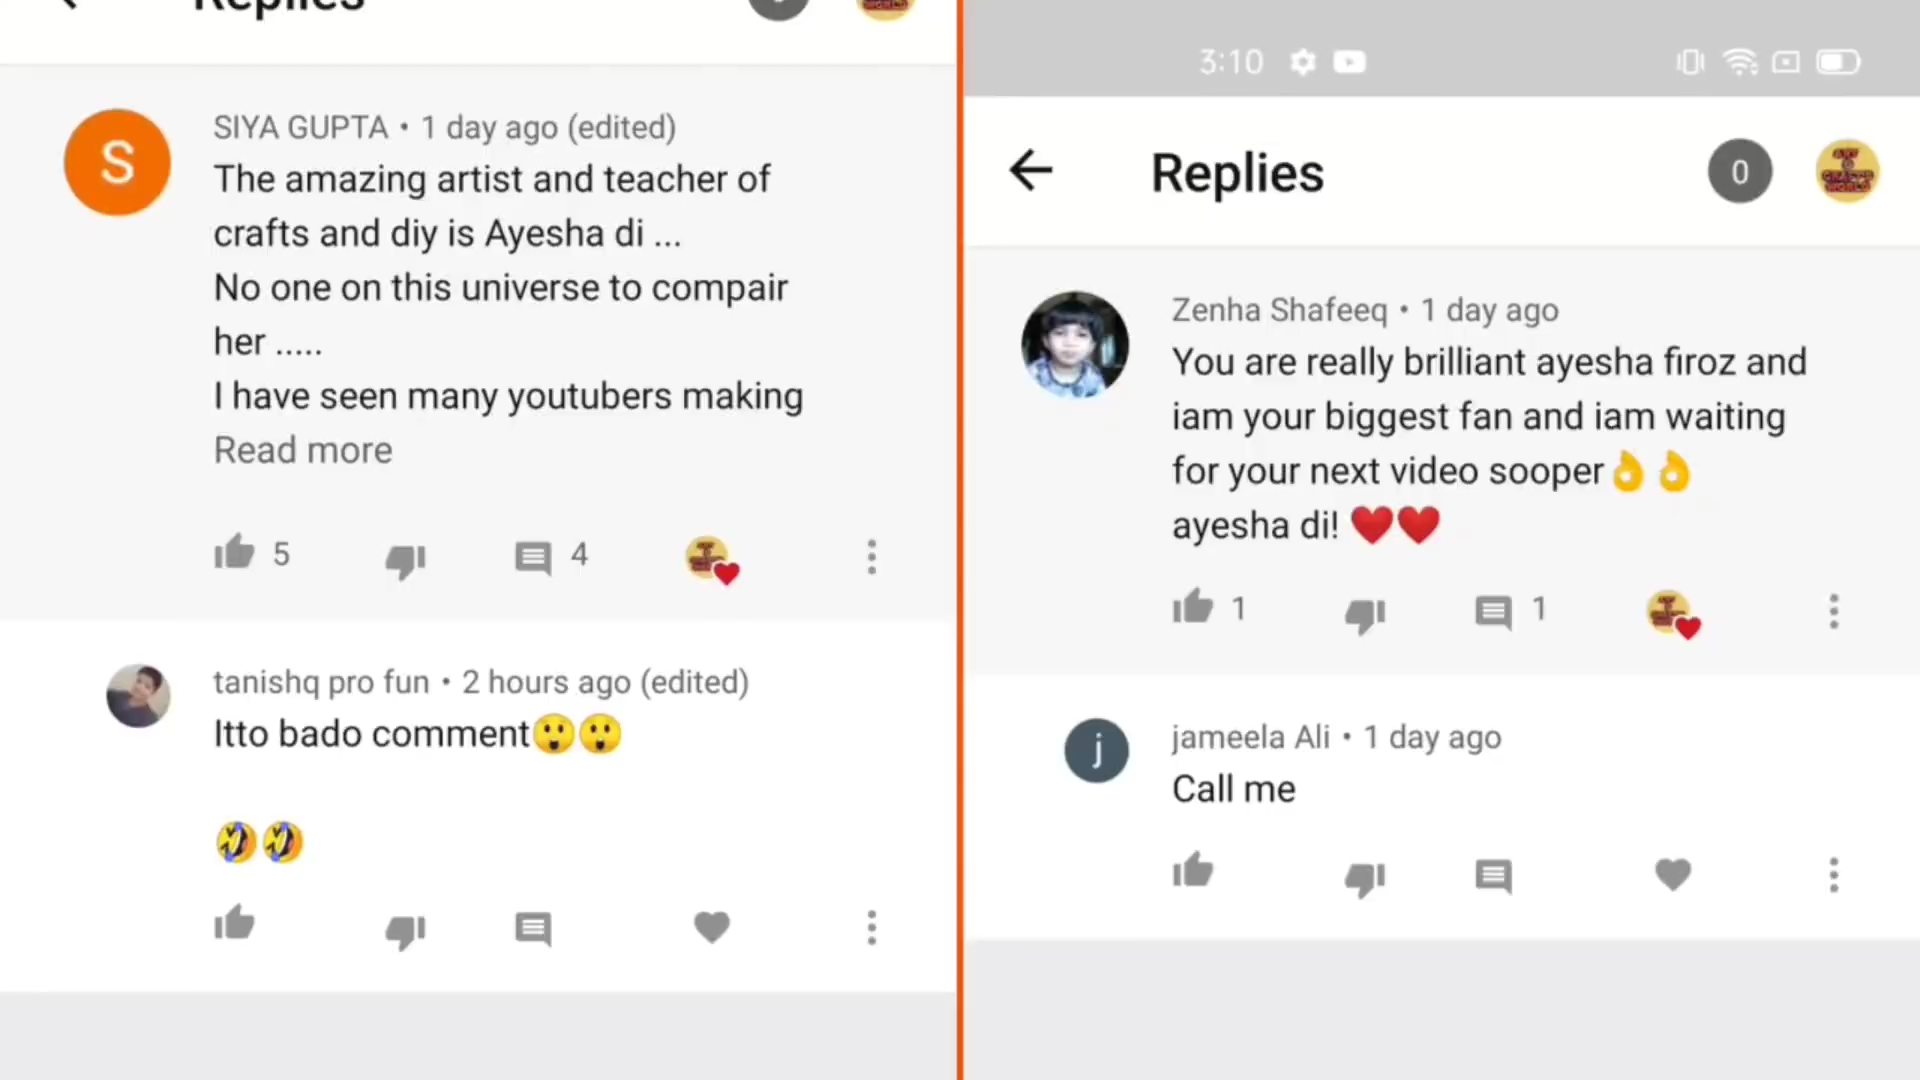 Replies
SIYA GUPTA • 1 day ago (edited)
The amazing artist and teacher of
crafts and diy is Ayesha di ...
No one on this universe to compair
her .....
I have seen many youtubers making
Read more
5
4
tanishq pro fun • 2 hours ago (edited)
Itto bado comment😲😲
🤣🤣
3:10
Replies
0
Zenha Shafeeq • 1 day ago
You are really brilliant ayesha firoz and
iam your biggest fan and iam waiting
for your next video sooper👌👌
ayesha di! ❤️❤️
1
1
jameela Ali • 1 day ago
Call me